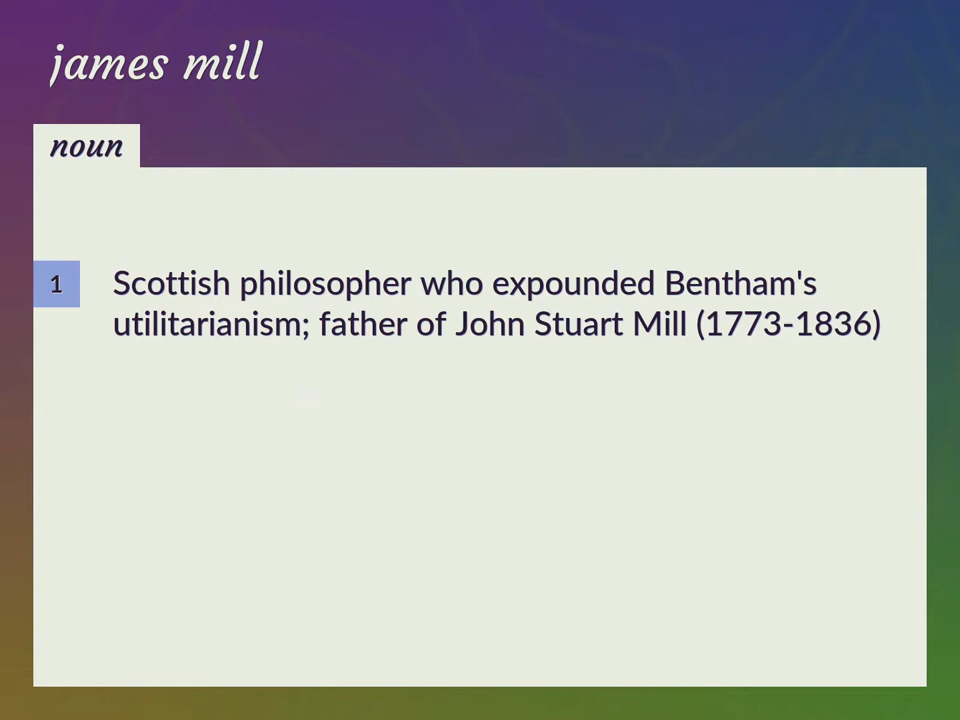 james mill
noun
1
Scottish philosopher who expounded Bentham's
utilitarianism; father of John Stuart Mill (1773-1836)